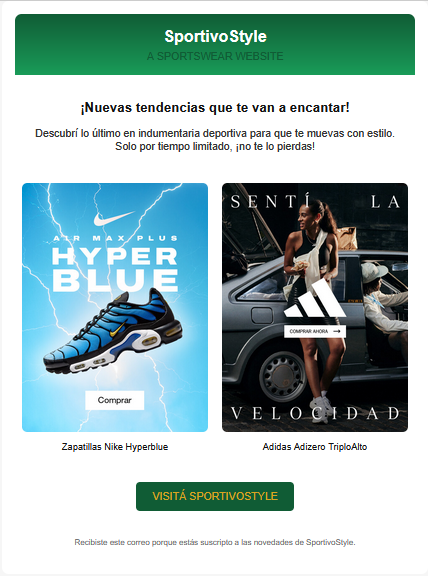 SportivoStyle
A SPORTSWEAR WEBSITE
¡Nuevas tendencias que te van a encantar!
Descubrí lo último en indumentaria deportiva para que te muevas con estilo.
Solo por tiempo limitado, ¡no te lo pierdas!
AIR MAX PLUS
HYPER
BLUE
Comprar
Zapatillas Nike Hyperblue
SENTÍ LA
COMPRAR AHORA
VELOCIDAD
Adidas Adizero TriploAlto
VISITÁ SPORTIVOSTYLE
Recibiste este correo porque estás suscripto a las novedades de SportivoStyle.